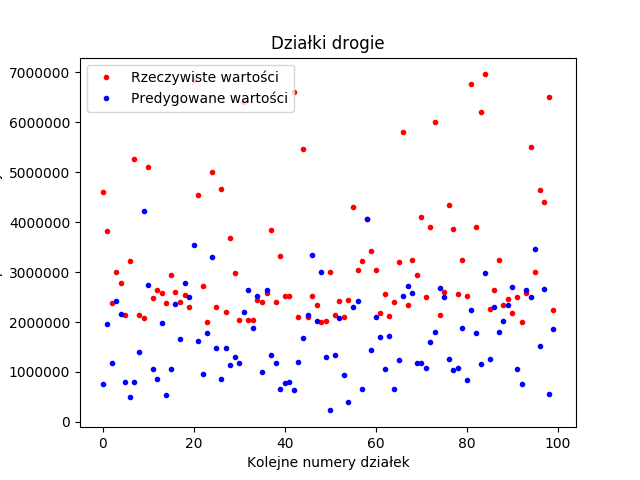 Działki drogie
Rzeczywiste wartości
Predygowane wartości
7000000
6000000
5000000
4000000
3000000
2000000
1000000
0
0 20 40 60 80 100
Kolejne numery działek